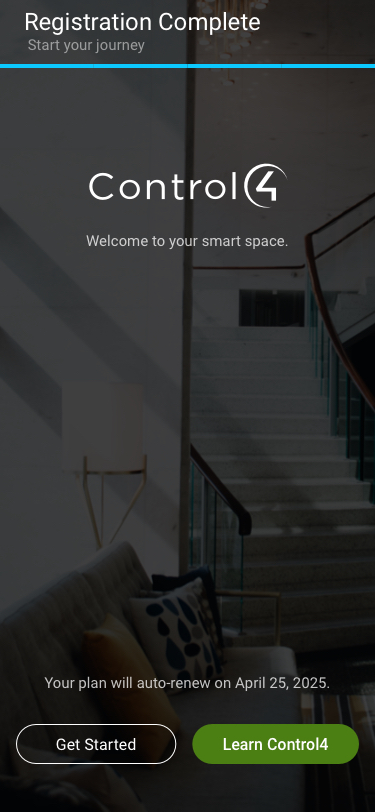 Registration Complete
Start your journey
Control4
Welcome to your smart space.
Your plan will auto-renew on April 25, 2025.
Get Started
Learn Control4